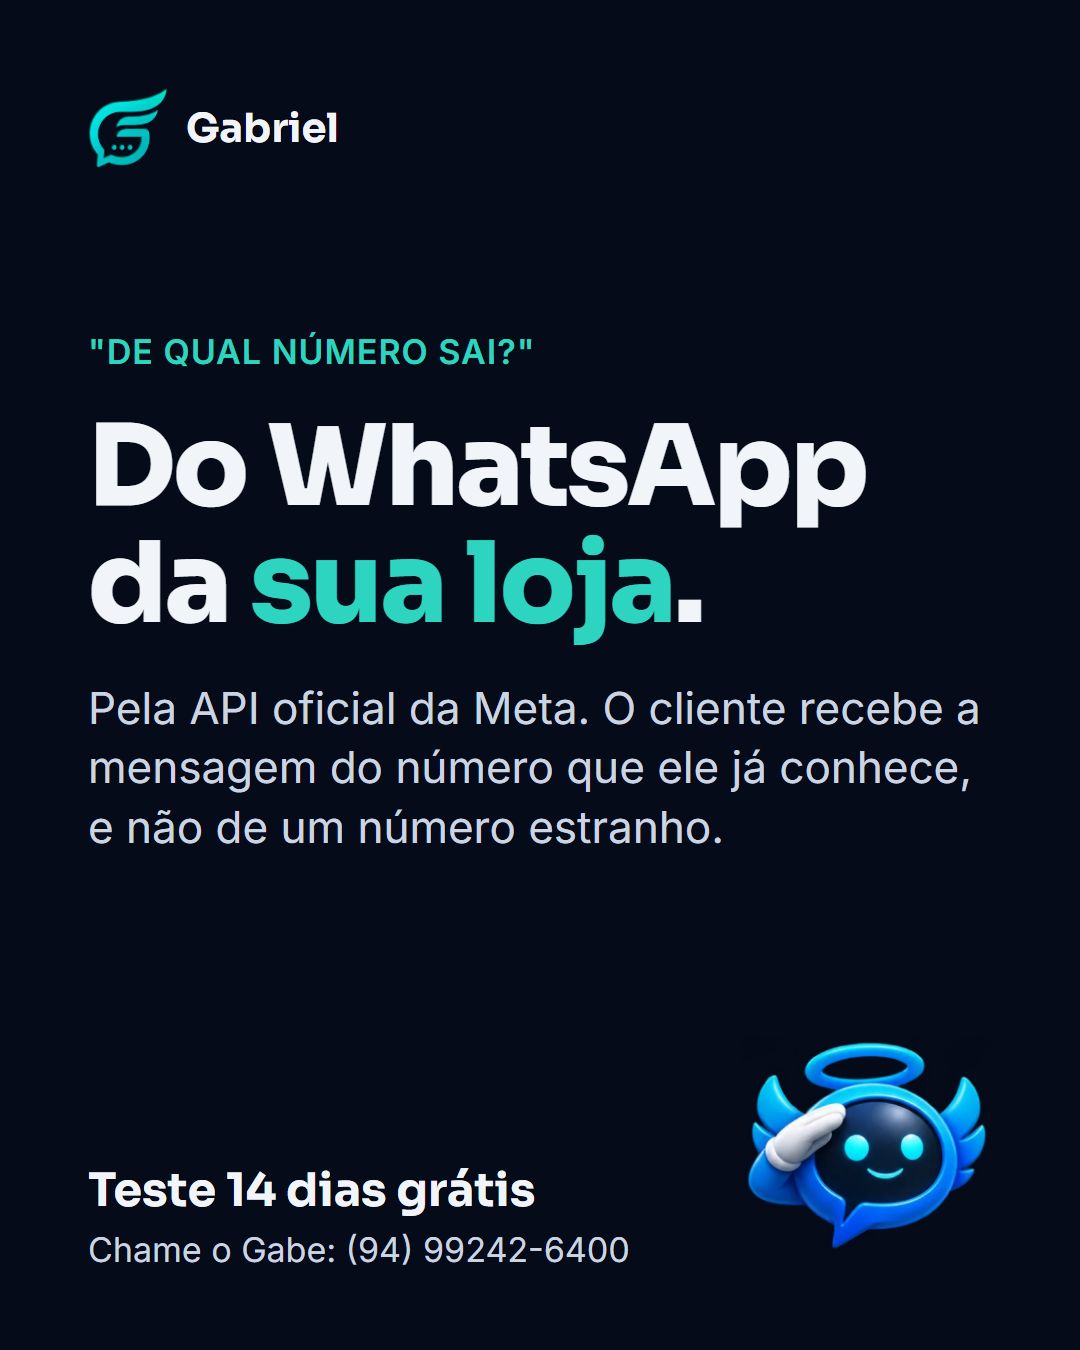 Gabriel
"DE QUAL NÚMERO SAI?"
Do WhatsApp
da sua loja.
Pela API oficial da Meta. O cliente recebe a
mensagem do número que ele já conhece,
e não de um número estranho.
Teste 14 dias grátis
Chame o Gabe: (94) 99242-6400